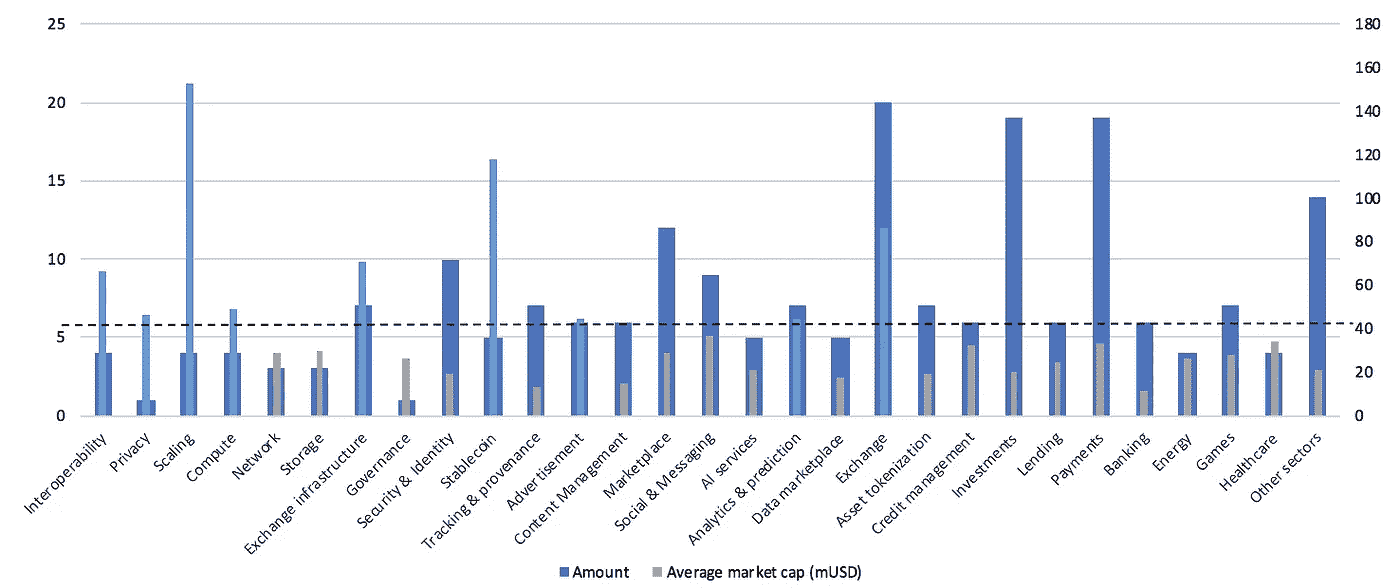 25
20
15
10
5
0
180
160
140
120
100
80
60
40
20
0
Interoperability
Privacy
Scaling
Compute
Network
Storage
Exchange infrastructure
Governance
Security & Identity
Stablecoin
Tracking & provenance
Advertisement
Content Management
Marketplace
Social & Messaging
AI services
Analytics & prediction
Data marketplace
Exchange
Asset tokenization
Credit management
Investments
Lending
Payments
Banking
Energy
Games
Healthcare
Other sectors
Amount
Average market cap (mUSD)